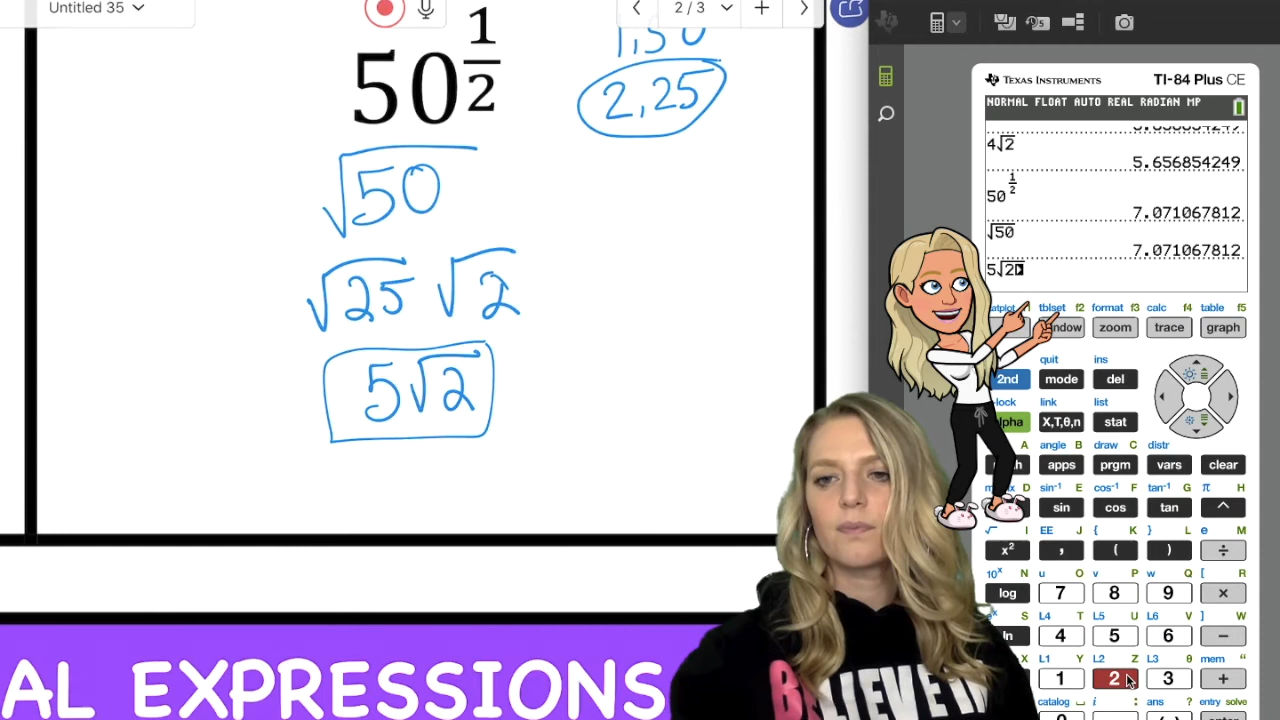 Untitled 35
2 / 3
50^(1/2)
1,50
2,25
√50
√25 √2
5√2
AL EXPRESSIONS
BELIEVE IN
TEXAS INSTRUMENTS TI-84 Plus CE
NORMAL FLOAT AUTO REAL RADIAN MP
5.656854249
4√2
5.656854249
50^(1/2)
7.071067812
√50
7.071067812
5√2
tblset f2 format f3 calc f4 table f5
zoom trace graph
quit ins
2nd mode del
link list
X,T,θ,n stat
A angle B draw C distr
apps prgm vars clear
D sin⁻¹ E cos⁻¹ F tan⁻¹ G π H
sin cos tan ^
√ I EE J { K } L e M
x² , ( ) ÷
10ˣ N u O v P w Q [ R
log 7 8 9 ×
S L4 T L5 U L6 V ] W
ln 4 5 6 −
X L1 Y L2 Z L3 θ mem “
1 2 3 +
catalog i : ans ? entry solve